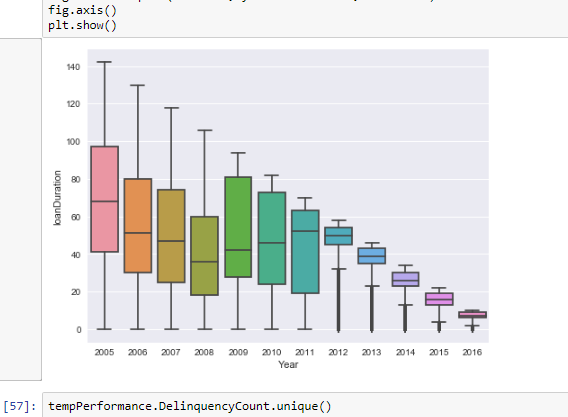 fig.axis()
plt.show()
140
120
100
80
60
40
20
0
loanDuration
2005 2006 2007 2008 2009 2010 2011 2012 2013 2014 2015 2016
Year
[57]: tempPerformance.DelinquencyCount.unique()